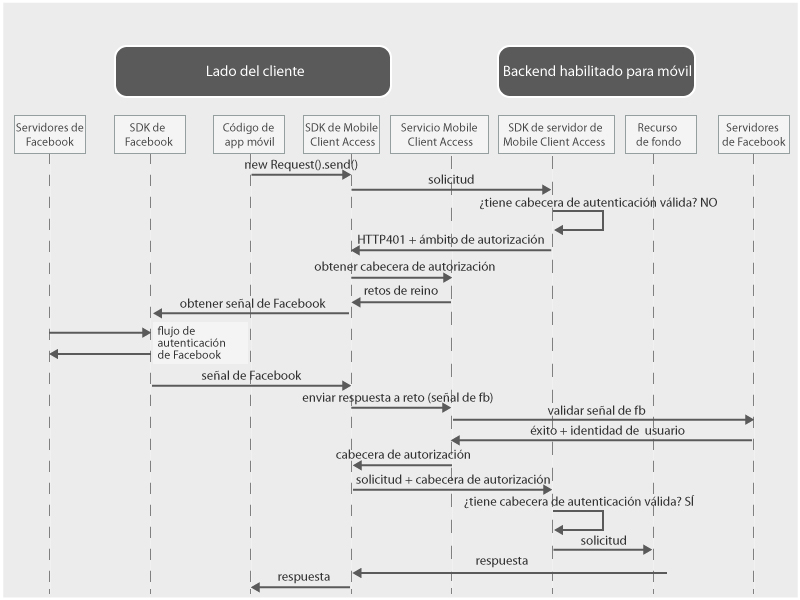 Lado del cliente
Backend habilitado para móvil
Servidores de
Facebook
SDK de
Facebook
Código de
app móvil
SDK de Mobile
Client Access
Servicio Mobile
Client Access
SDK de servidor de
Mobile Client Access
Recurso
de fondo
Servidores
de Facebook
new Request().send()
solicitud
¿tiene cabecera de autenticación válida? NO
HTTP401 + ámbito de autorización
obtener cabecera de autorización
retos de reino
obtener señal de Facebook
flujo de
autenticación
de Facebook
señal de Facebook
enviar respuesta a reto (señal de fb)
validar señal de fb
éxito + identidad de usuario
cabecera de autorización
solicitud + cabecera de autorización
¿tiene cabecera de autenticación válida? SÍ
solicitud
respuesta
respuesta